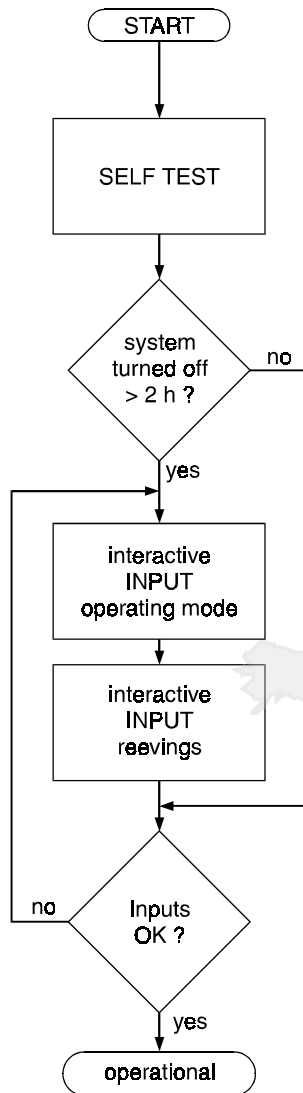 START
SELF TEST
system
turned off
> 2 h ?
no
yes
interactive
INPUT
operating mode
interactive
INPUT
reevings
no
Inputs
OK ?
yes
operational